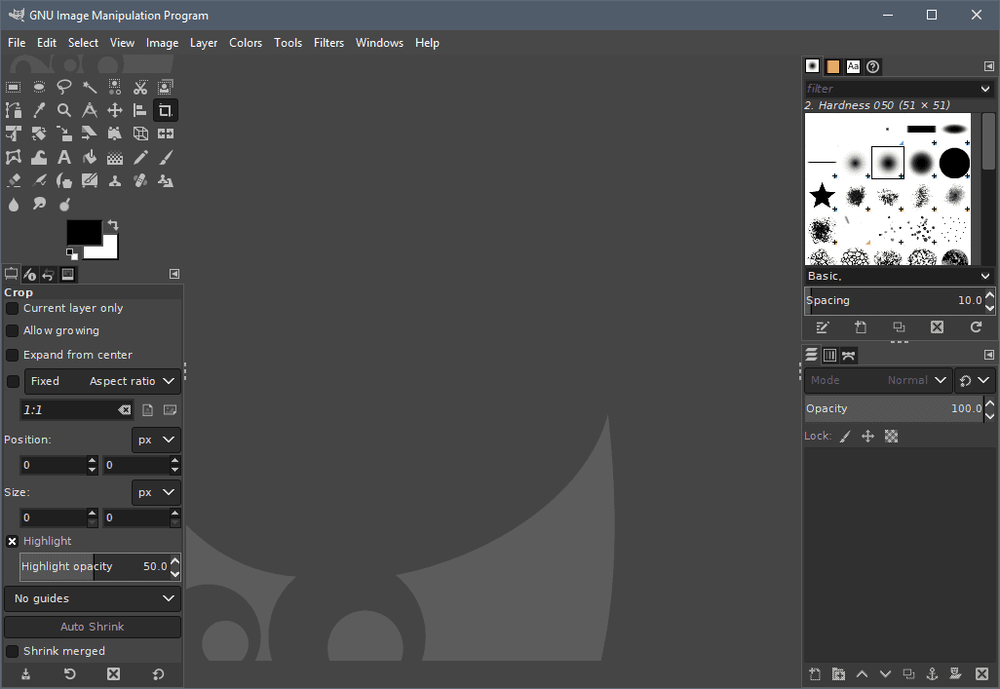 GNU Image Manipulation Program
File Edit Select View Image Layer Colors Tools Filters Windows Help
Aa
filter
2. Hardness 050 (51 × 51)
Basic,
Spacing 10.0
Mode Normal
Opacity 100.0
Lock:
Crop
Current layer only
Allow growing
Expand from center
Fixed Aspect ratio
1:1
Position: px
0 0
Size: px
0 0
Highlight
Highlight opacity 50.0
No guides
Auto Shrink
Shrink merged